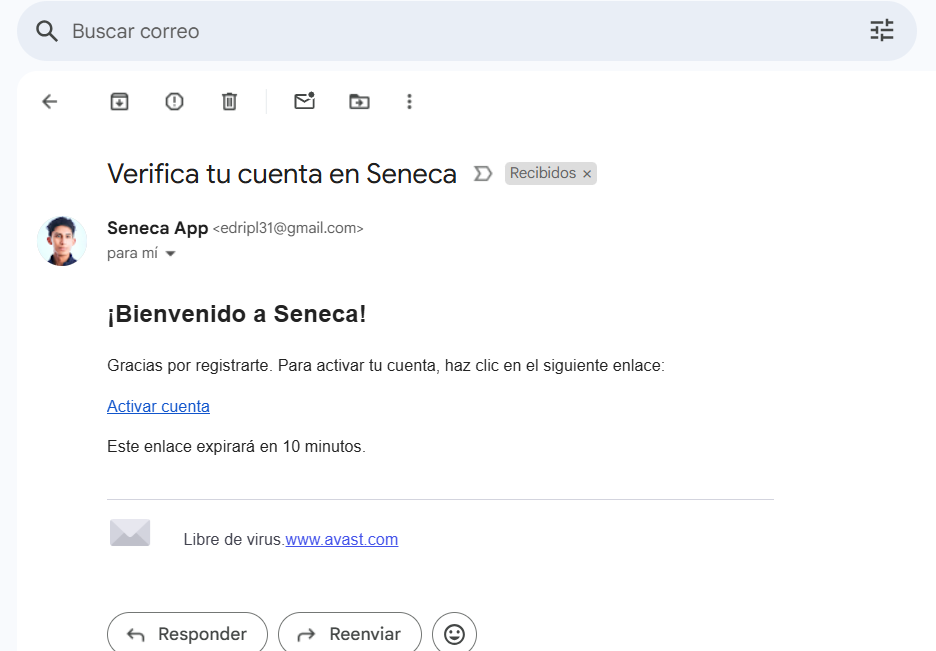 Buscar correo
Verifica tu cuenta en Seneca
Recibidos ×
Seneca App <edripl31@gmail.com>
para mí
¡Bienvenido a Seneca!
Gracias por registrarte. Para activar tu cuenta, haz clic en el siguiente enlace:
Activar cuenta
Este enlace expirará en 10 minutos.
Libre de virus.www.avast.com
Responder
Reenviar